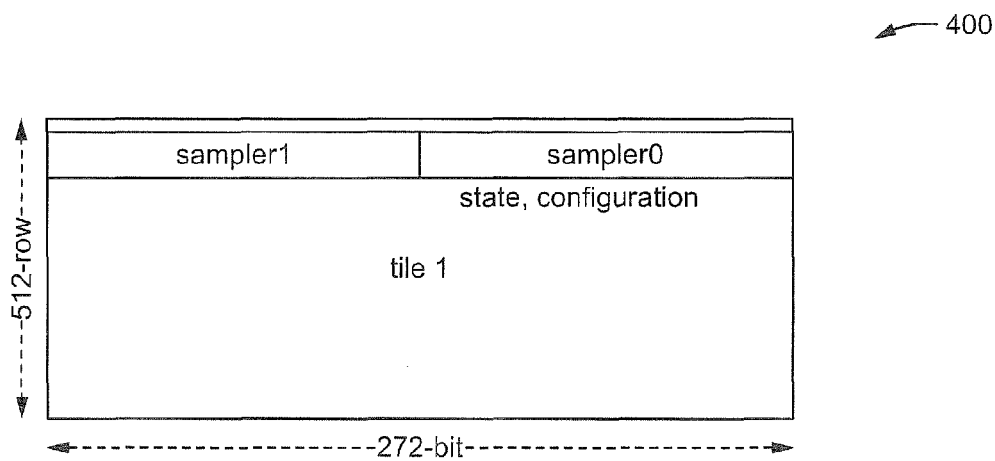 400
sampler1 sampler0
state, configuration
tile 1
512-row
272-bit